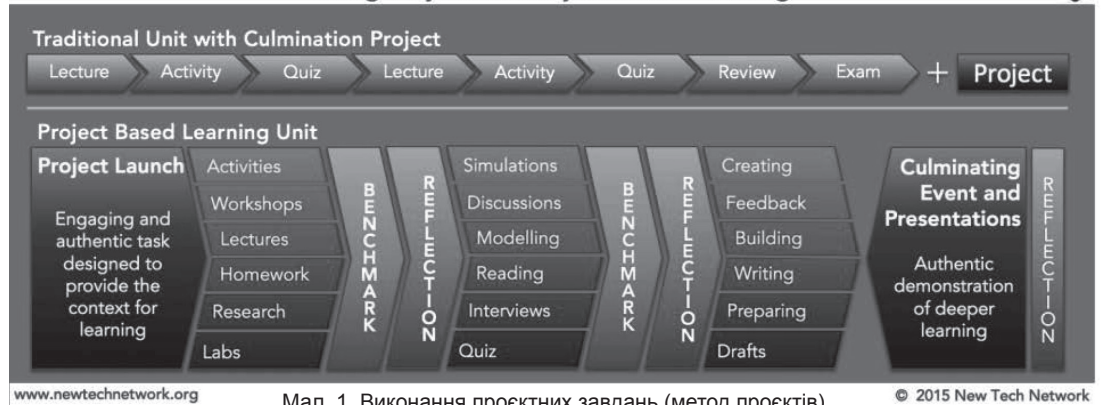 Traditional Unit with Culmination Project
Lecture Activity Quiz Lecture Activity Quiz Review Exam + Project
Project Based Learning Unit
Project Launch
Engaging and
authentic task
designed to
provide the
context for
learning
Activities
Workshops
Lectures
Homework
Research
Labs
BENCHMARK
REFLECTION
Simulations
Discussions
Modelling
Reading
Interviews
Quiz
BENCHMARK
REFLECTION
Creating
Feedback
Building
Writing
Preparing
Drafts
Culminating
Event and
Presentations
Authentic
demonstration
of deeper
learning
REFLECTION
www.newtechnetwork.org
© 2015 New Tech Network
Мал. 1. Виконання проєктних завдань (метод проєктів)